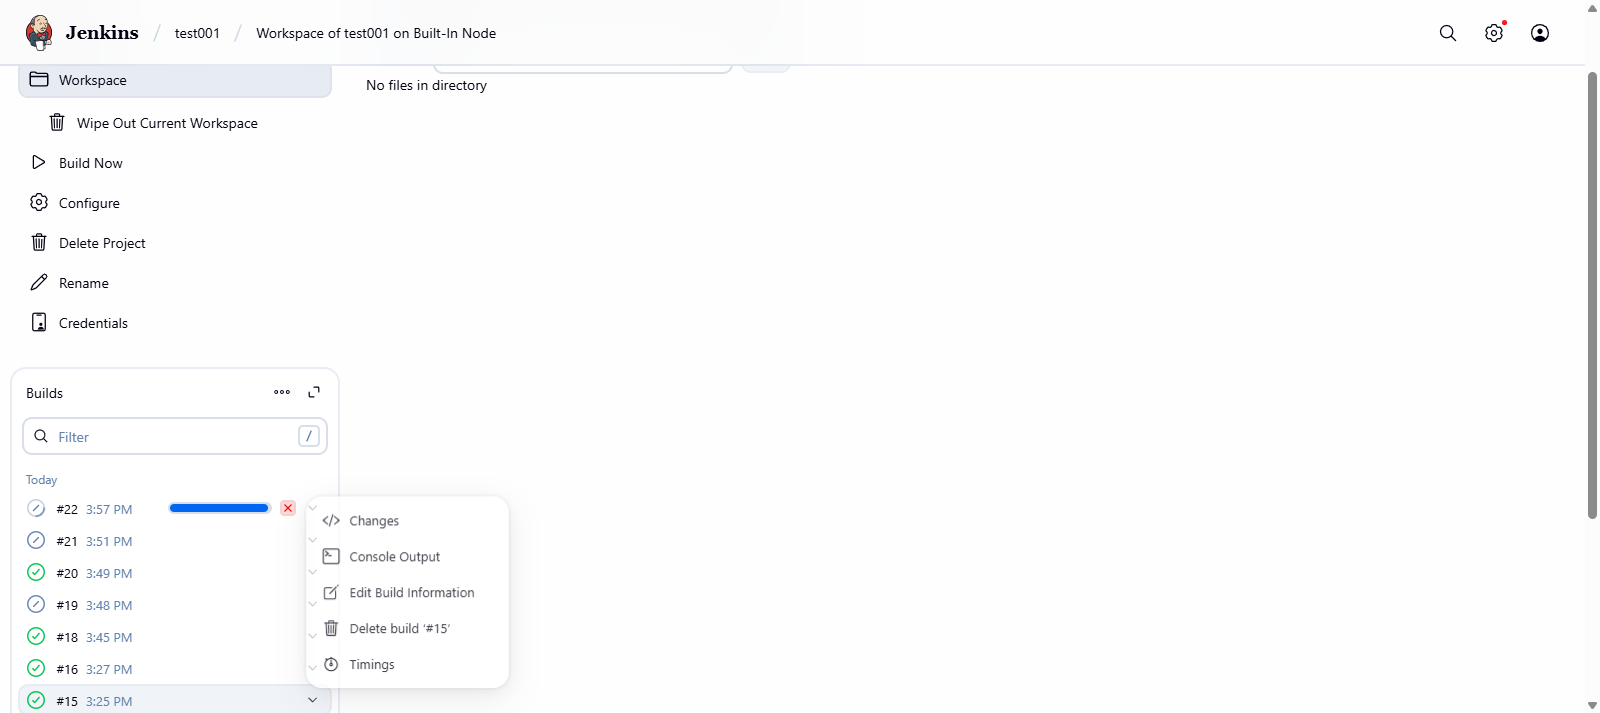 Jenkins / test001 / Workspace of test001 on Built-In Node
Workspace
No files in directory
Wipe Out Current Workspace
Build Now
Configure
Delete Project
Rename
Credentials
Builds
Filter /
Today
#22 3:57 PM
#21 3:51 PM
#20 3:49 PM
#19 3:48 PM
#18 3:45 PM
#16 3:27 PM
#15 3:25 PM
Changes
Console Output
Edit Build Information
Delete build ‘#15’
Timings